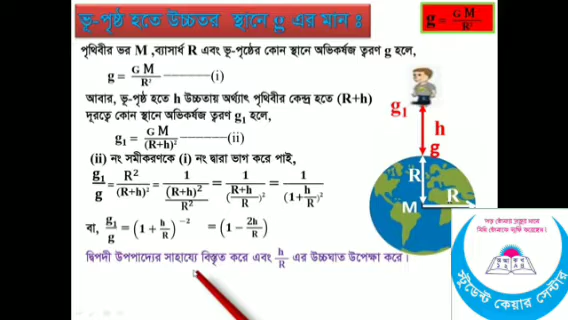 ভূ-পৃষ্ঠ হতে উচ্চতর স্থানে g এর মান ঃ
g = G M / R²
পৃথিবীর ভর M ,ব্যাসার্ধ R এবং ভূ-পৃষ্ঠের কোন স্থানে অভিকর্ষজ ত্বরণ g হলে,
g = G M / R² ————(i)
আবার, ভূ-পৃষ্ঠ হতে h উচ্চতায় অর্থ্যাৎ পৃথিবীর কেন্দ্র হতে (R+h)
দূরত্বে কোন স্থানে অভিকর্ষজ ত্বরণ g₁ হলে,
g₁ = G M / (R+h)² ————(ii)
(ii) নং সমীকরণকে (i) নং দ্বারা ভাগ করে পাই,
g₁/g = R²/(R+h)² = 1/((R+h)²/R²) = 1/((R+h)/R)² = 1/(1+h/R)²
বা, g₁/g = (1 + h/R)⁻² = (1 − 2h/R)
দ্বিপদী উপপাদ্যের সাহায্যে বিস্তৃত করে এবং h/R এর উচ্চঘাত উপেক্ষা করে।
g₁
h
g
R
R
M
স্টুডেন্ট কেয়ার সেন্টার